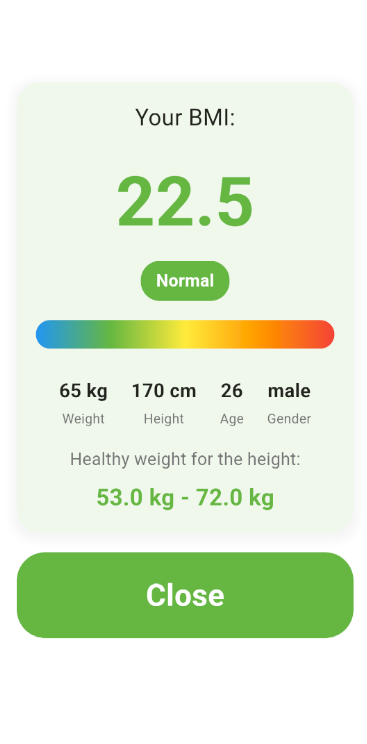 Your BMI:
22.5
Normal
65 kg 170 cm 26 male
Weight Height Age Gender
Healthy weight for the height:
53.0 kg - 72.0 kg
Close